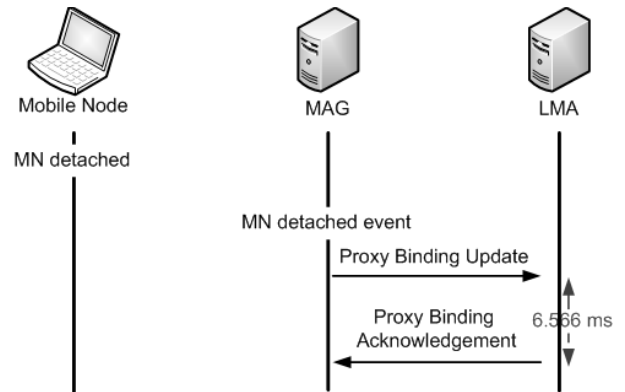 Mobile Node
MAG
LMA
MN detached
MN detached event
Proxy Binding Update
Proxy Binding
Acknowledgement
6.566 ms